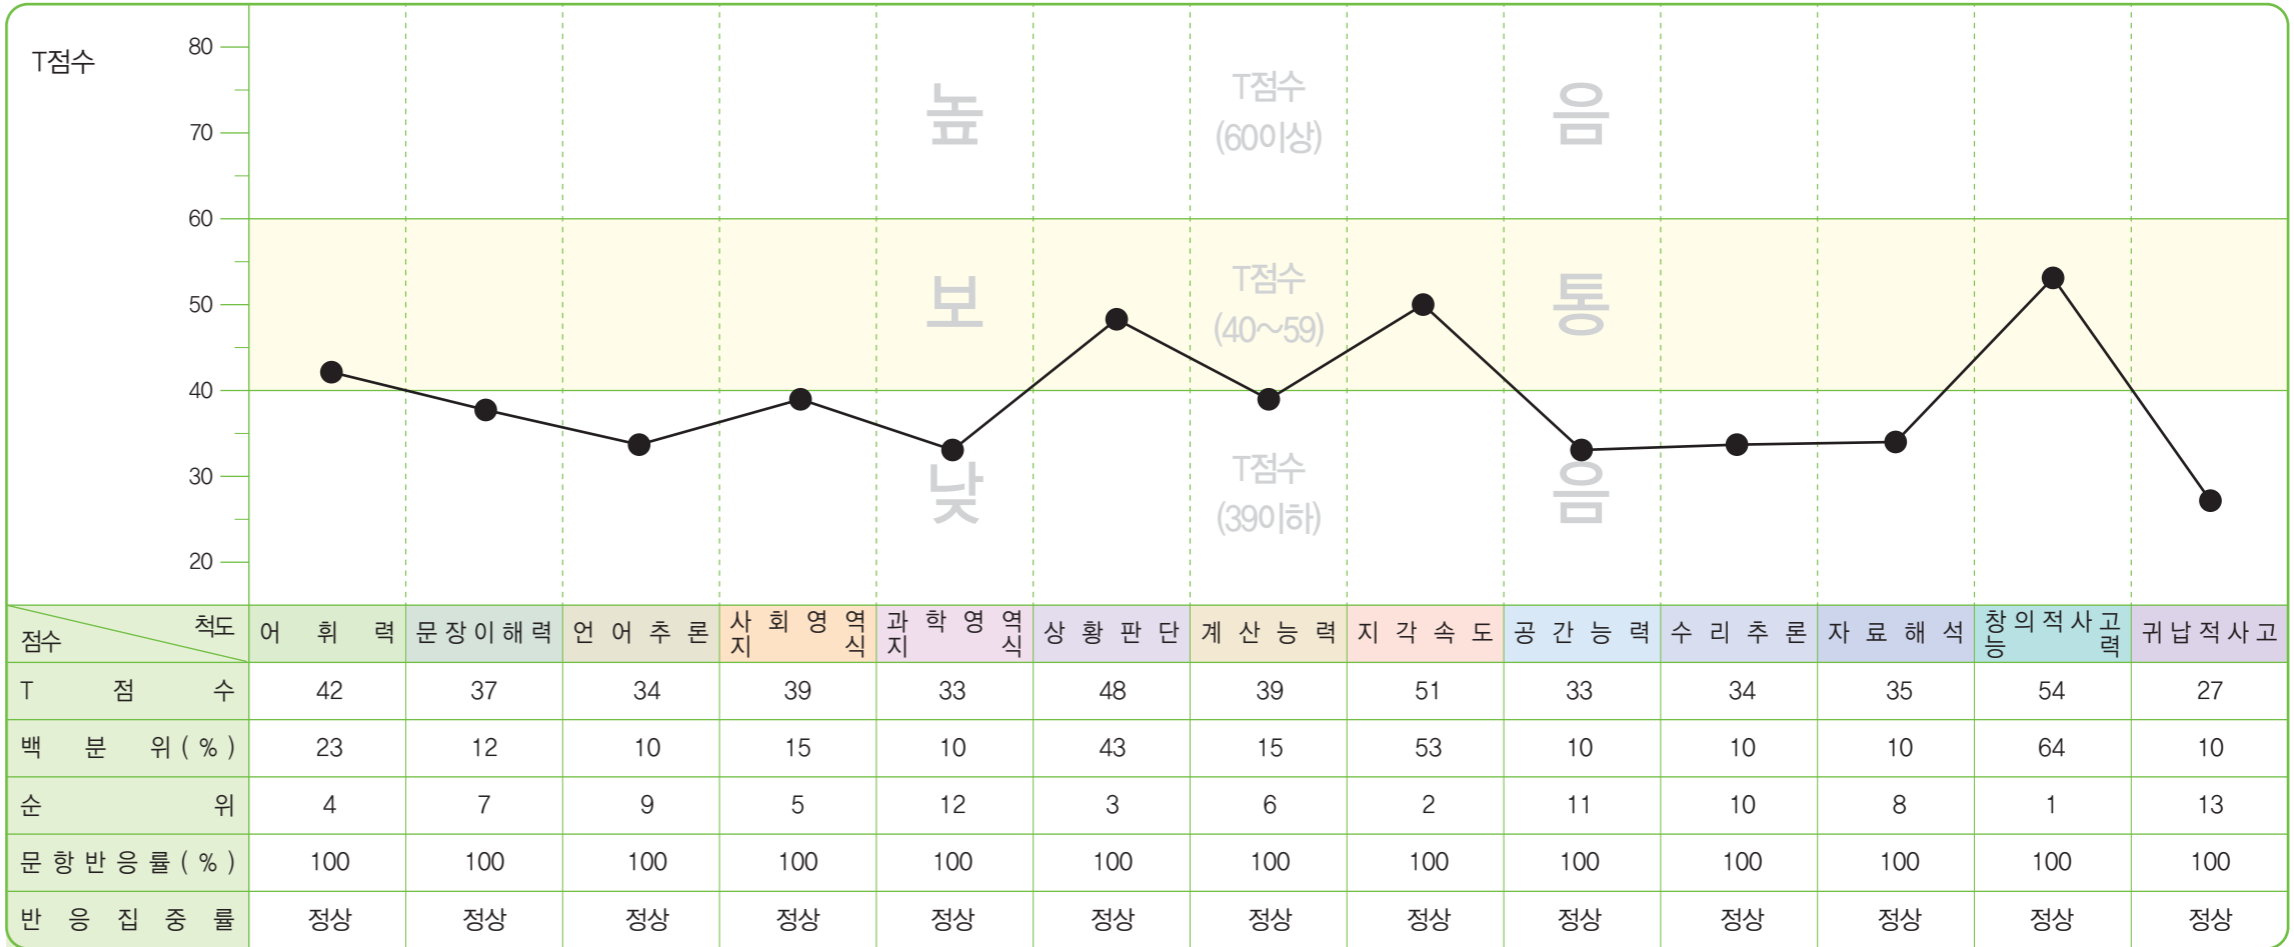 T점수
80
70
60
50
40
30
20
높 T점수 음
(60이상)
보 T점수 통
(40~59)
낮 T점수 음
(39이하)
점수 척도 어휘력 문장이해력 언어추론 사회영역지식 과학영역지식 상황판단 계산능력 지각속도 공간능력 수리추론 자료해석 창의적사고능력 귀납적사고
T점수 42 37 34 39 33 48 39 51 33 34 35 54 27
백분위(%) 23 12 10 15 10 43 15 53 10 10 10 64 10
순위 4 7 9 5 12 3 6 2 11 10 8 1 13
문항반응률(%) 100 100 100 100 100 100 100 100 100 100 100 100 100
반응집중률 정상 정상 정상 정상 정상 정상 정상 정상 정상 정상 정상 정상 정상